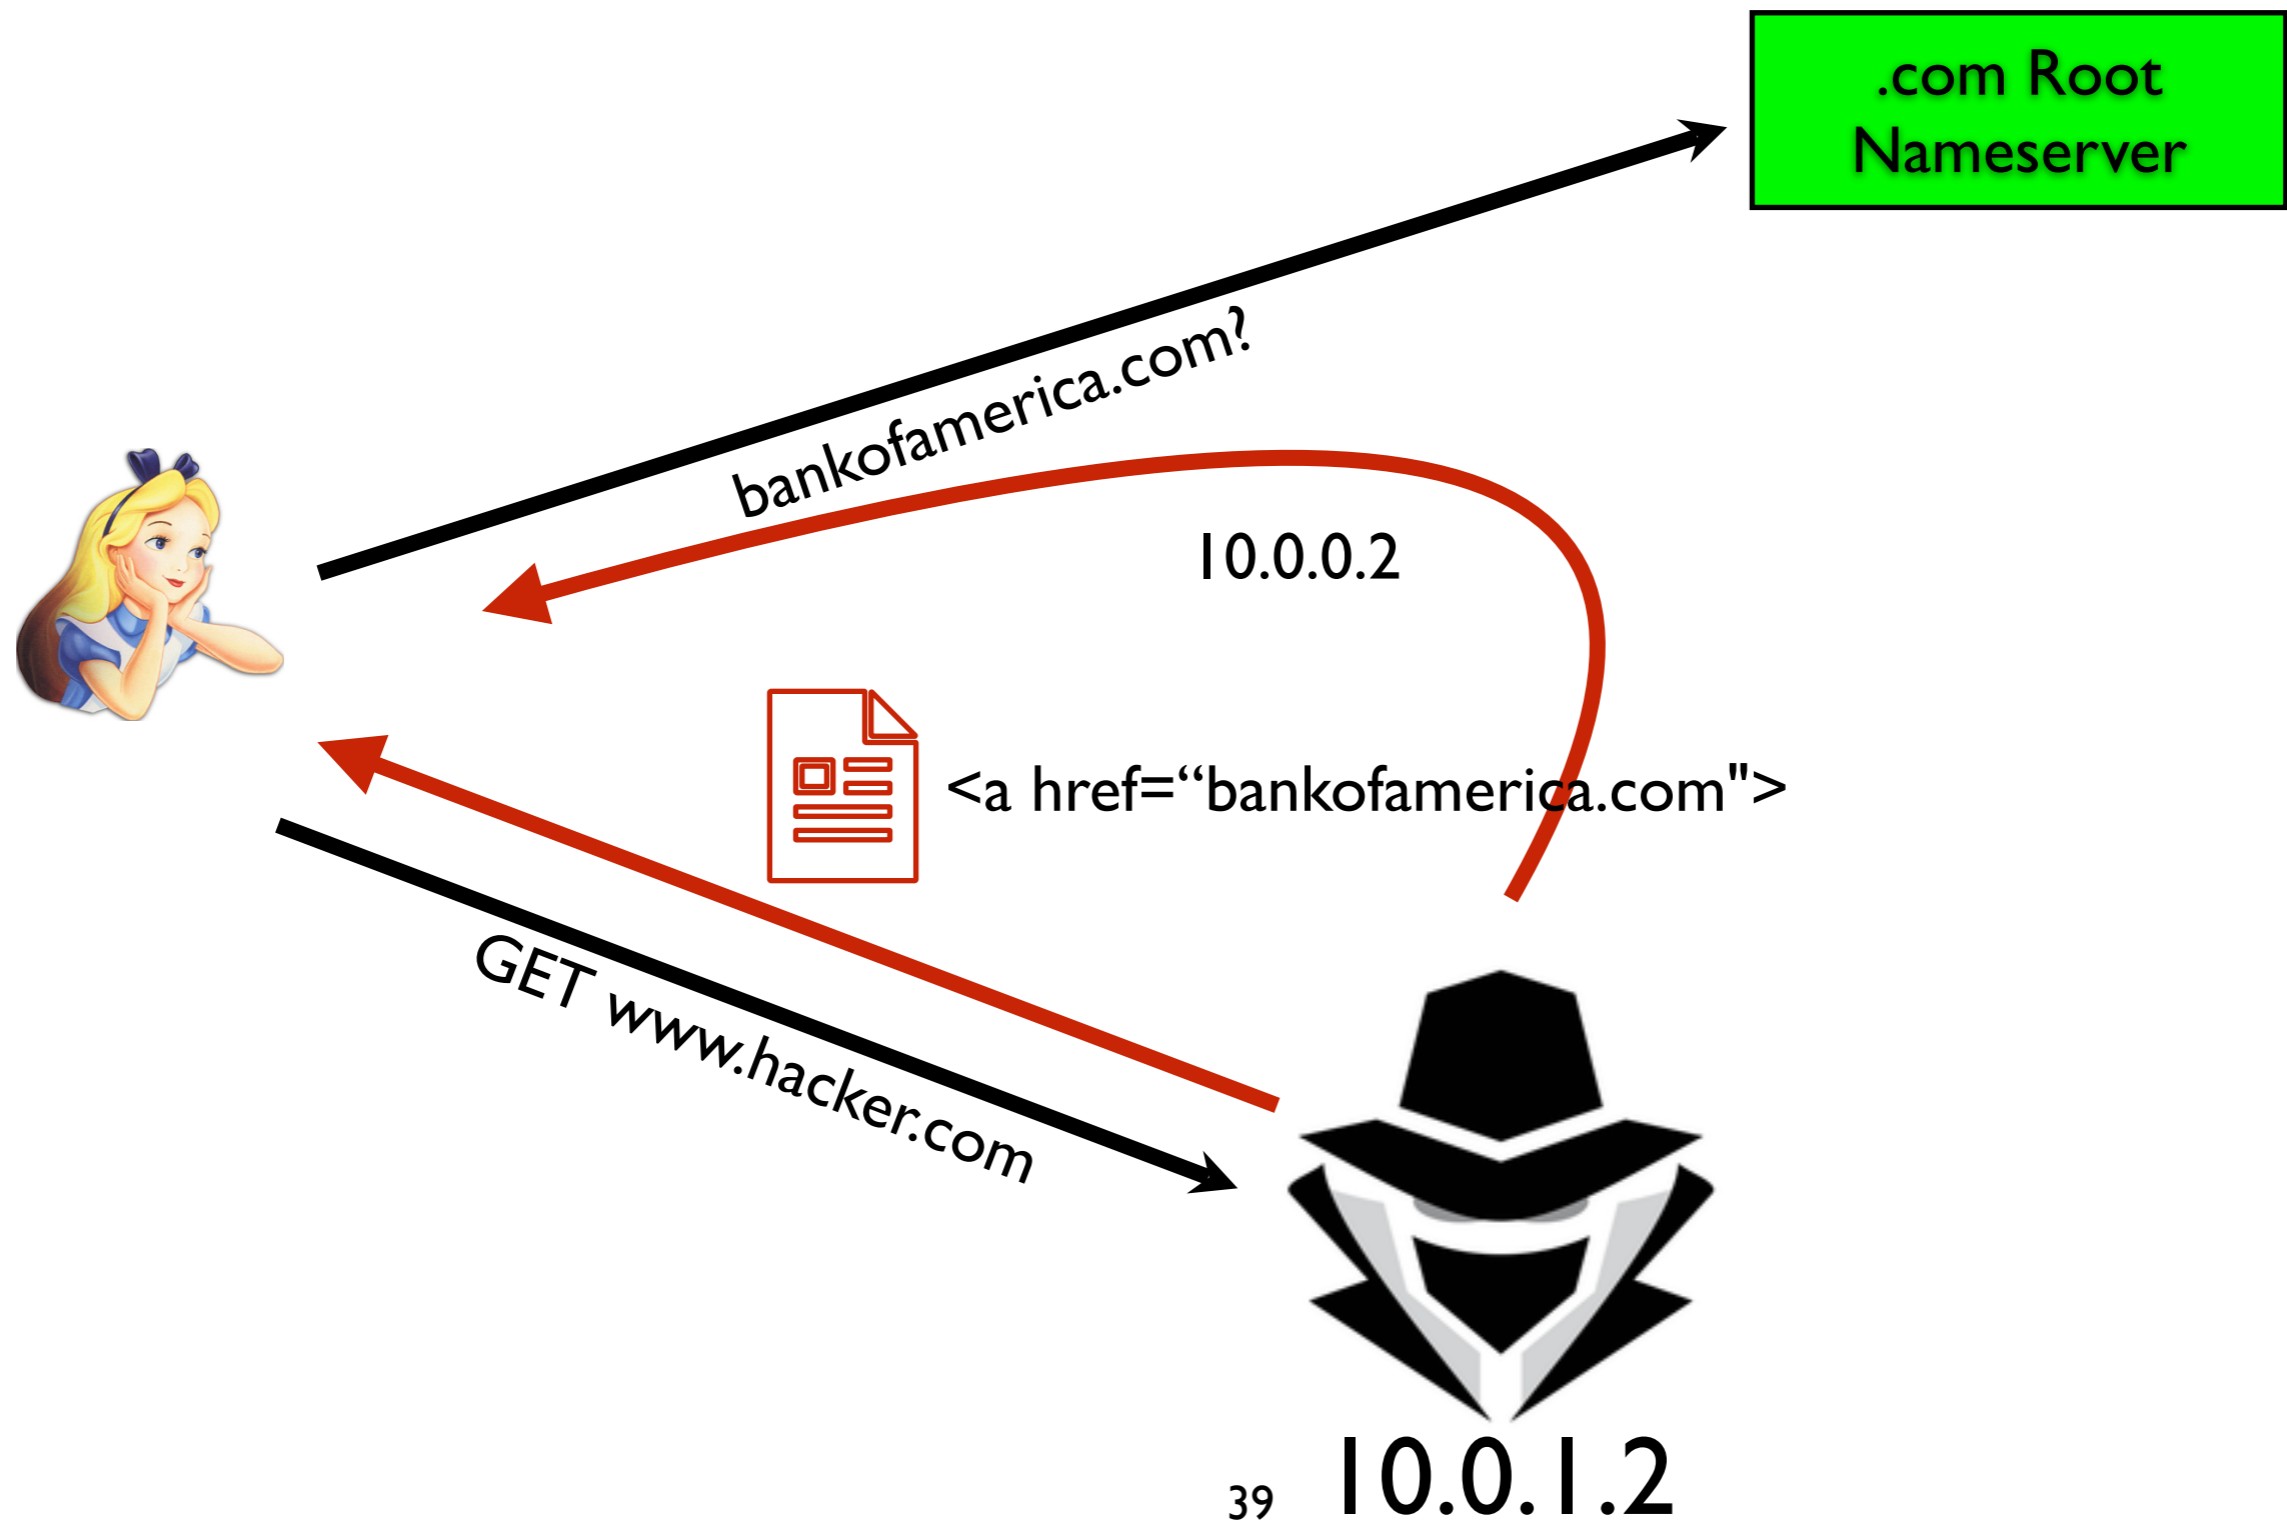 .com Root
Nameserver
bankofamerica.com?
10.0.0.2
<a href=“bankofamerica.com">
GET www.hacker.com
10.0.1.2
39